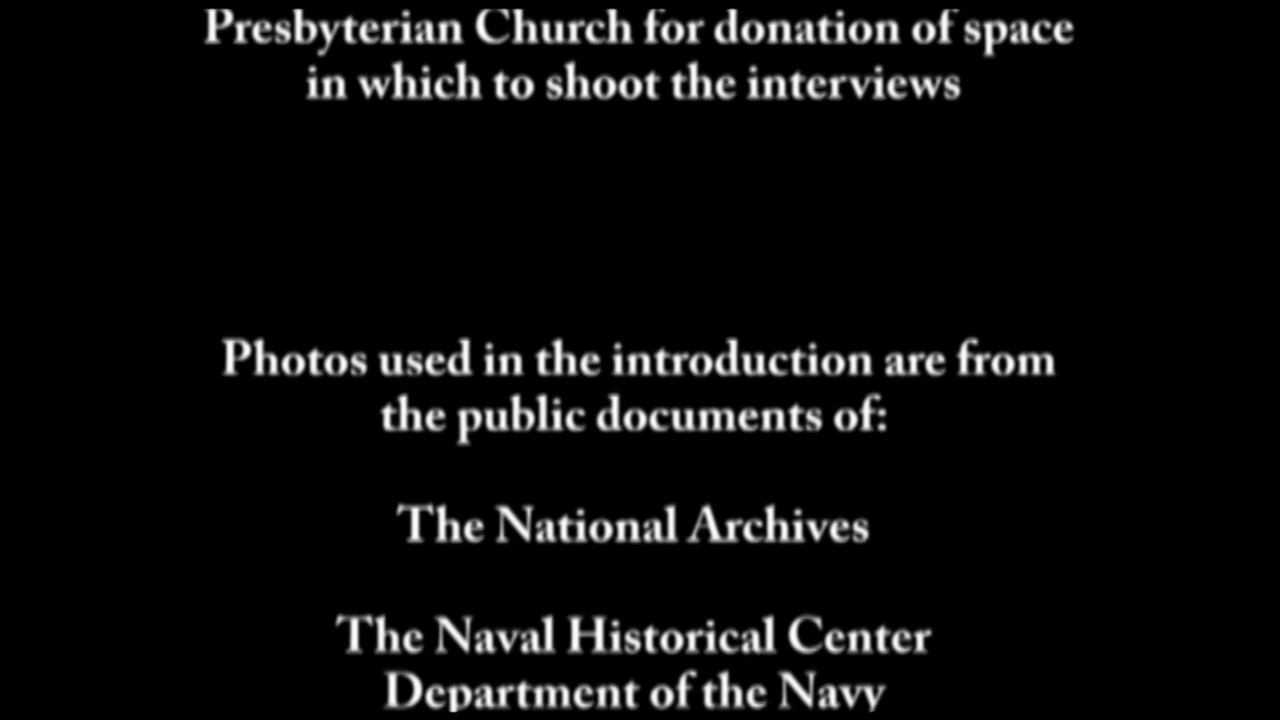 Presbyterian Church for donation of space
in which to shoot the interviews
Photos used in the introduction are from
the public documents of:
The National Archives
The Naval Historical Center
Department of the Navy